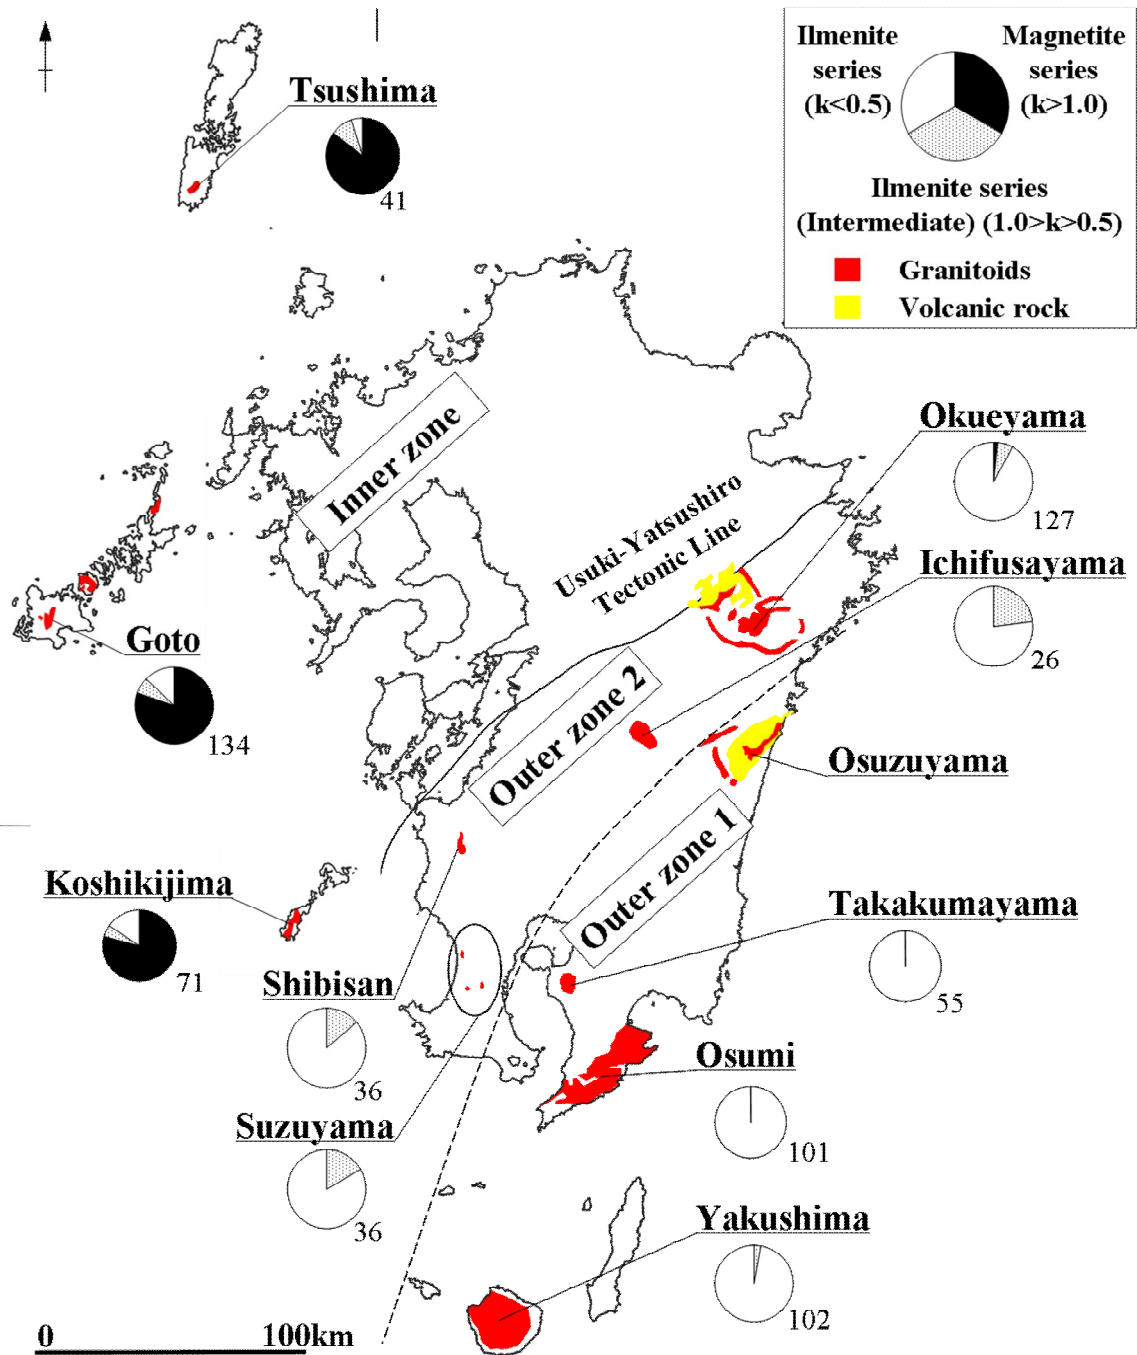 Ilmenite
series
(k<0.5)
Magnetite
series
(k>1.0)
Ilmenite series
(Intermediate) (1.0>k>0.5)
Granitoids
Volcanic rock
Tsushima
41
Inner zone
Okueyama
127
Usuki-Yatsushiro
Tectonic Line
Ichifusayama
26
Goto
134
Outer zone 2
Osuzuyama
Outer zone 1
Koshikijima
71
Takakumayama
55
Shibisan
36
Osumi
101
Suzuyama
36
Yakushima
102
0
100km